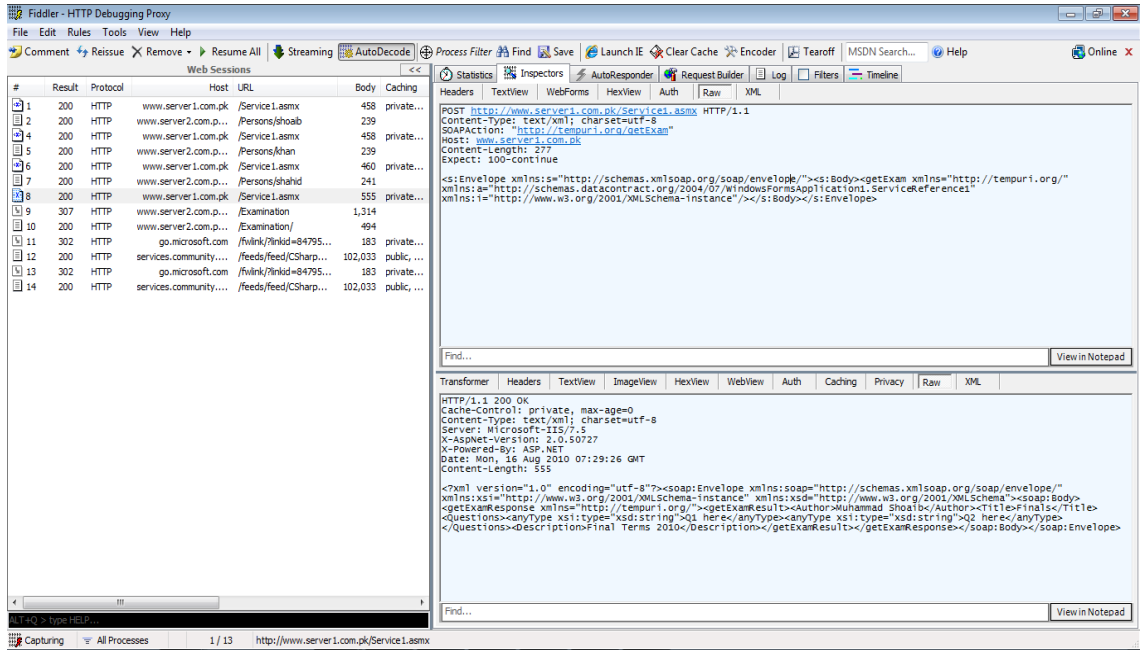 Fiddler - HTTP Debugging Proxy
File Edit Rules Tools View Help
Comment Reissue Remove Resume All Streaming AutoDecode Process Filter Find Save Launch IE Clear Cache Encoder Tearoff MSDN Search... Help Online X
Web Sessions <<
# Result Protocol Host URL Body Caching
1 200 HTTP www.server1.com.pk /Service1.asmx 458 private...
2 200 HTTP www.server2.com.p... /Persons/shoaib 239
4 200 HTTP www.server1.com.pk /Service1.asmx 458 private...
5 200 HTTP www.server2.com.p... /Persons/khan 239
6 200 HTTP www.server1.com.pk /Service1.asmx 460 private...
7 200 HTTP www.server2.com.p... /Persons/shahid 241
8 200 HTTP www.server1.com.pk /Service1.asmx 555 private...
9 307 HTTP www.server2.com.p... /Examination 1,314
10 200 HTTP www.server2.com.p... /Examination/ 494
11 302 HTTP go.microsoft.com /fwlink/?linkid=84795... 183 private...
12 200 HTTP services.community.... /feeds/feed/CSharp... 102,033 public, ...
13 302 HTTP go.microsoft.com /fwlink/?linkid=84795... 183 private...
14 200 HTTP services.community.... /feeds/feed/CSharp... 102,033 public, ...
ALT+Q > type HELP...
Statistics Inspectors AutoResponder Request Builder Log Filters Timeline
Headers TextView WebForms HexView Auth Raw XML
POST http://www.server1.com.pk/Service1.asmx HTTP/1.1
Content-Type: text/xml; charset=utf-8
SOAPAction: "http://tempuri.org/getExam"
Host: www.server1.com.pk
Content-Length: 277
Expect: 100-continue
<s:Envelope xmlns:s="http://schemas.xmlsoap.org/soap/envelope/"><s:Body><getExam xmlns="http://tempuri.org/"
xmlns:a="http://schemas.datacontract.org/2004/07/WindowsFormsApplication1.ServiceReference1"
xmlns:i="http://www.w3.org/2001/XMLSchema-instance"/></s:Body></s:Envelope>
Find... View in Notepad
Transformer Headers TextView ImageView HexView WebView Auth Caching Privacy Raw XML
HTTP/1.1 200 OK
Cache-Control: private, max-age=0
Content-Type: text/xml; charset=utf-8
Server: Microsoft-IIS/7.5
X-AspNet-Version: 2.0.50727
X-Powered-By: ASP.NET
Date: Mon, 16 Aug 2010 07:29:26 GMT
Content-Length: 555
<?xml version="1.0" encoding="utf-8"?><soap:Envelope xmlns:soap="http://schemas.xmlsoap.org/soap/envelope/"
xmlns:xsi="http://www.w3.org/2001/XMLSchema-instance" xmlns:xsd="http://www.w3.org/2001/XMLSchema"><soap:Body>
<getExamResponse xmlns="http://tempuri.org/"><getExamResult><Author>Muhammad Shoaib</Author><Title>Finals</Title>
<Questions><anyType xsi:type="xsd:string">Q1 here</anyType><anyType xsi:type="xsd:string">Q2 here</anyType>
</Questions><Description>Final Terms 2010</Description></getExamResult></getExamResponse></soap:Body></soap:Envelope>
Find... View in Notepad
Capturing All Processes 1 / 13 http://www.server1.com.pk/Service1.asmx